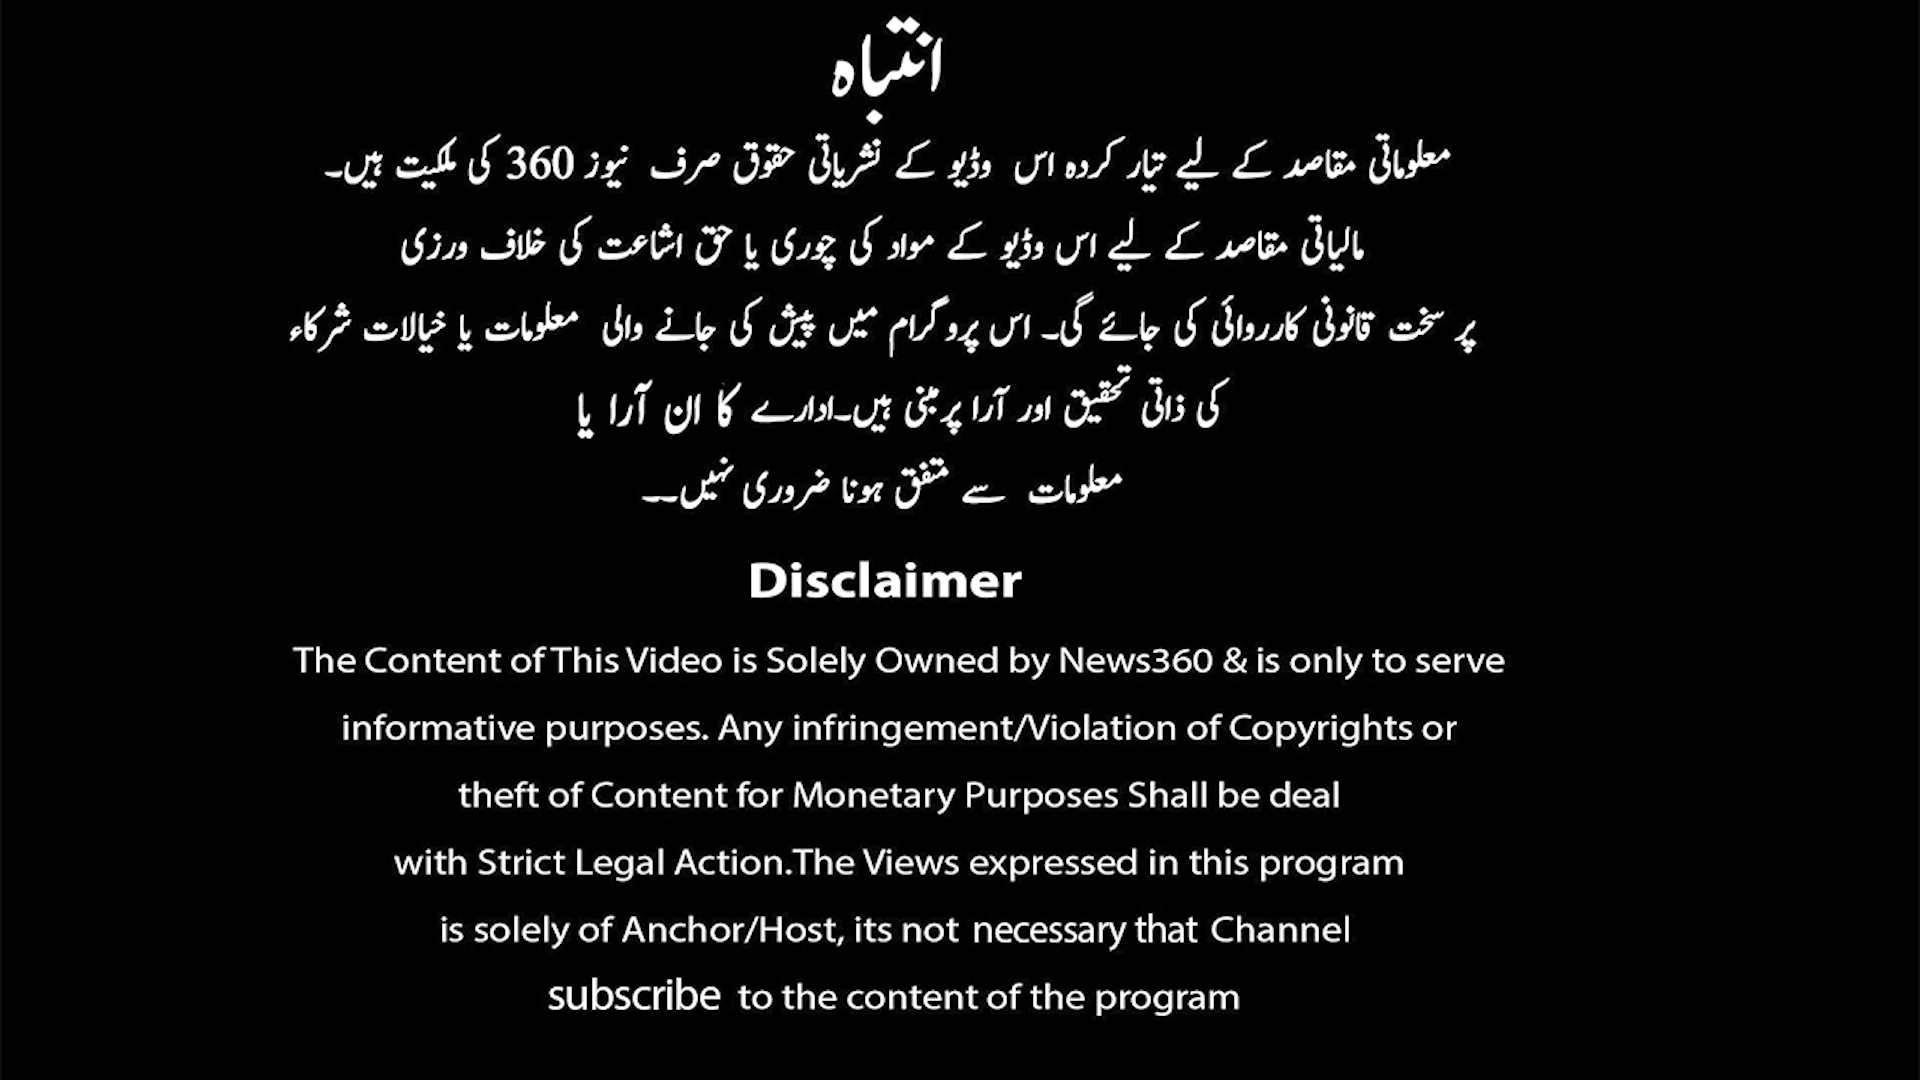 انتباہ
معلوماتی مقاصد کے لیے تیار کردہ اس وڈیو کے نشریاتی حقوق صرف نیوز 360 کی ملکیت ہیں۔
مالیاتی مقاصد کے لیے اس وڈیو کے مواد کی چوری یا حق اشاعت کی خلاف ورزی
پر سخت قانونی کارروائی کی جائے گی۔ اس پروگرام میں پیش کی جانے والی معلومات یا خیالات شرکاء
کی ذاتی تحقیق اور آرا پر مبنی ہیں۔ادارے کا ان آرا یا
معلومات سے متفق ہونا ضروری نہیں۔۔
Disclaimer
The Content of This Video is Solely Owned by News360 & is only to serve
informative purposes. Any infringement/Violation of Copyrights or
theft of Content for Monetary Purposes Shall be deal
with Strict Legal Action.The Views expressed in this program
is solely of Anchor/Host, its not necessary that Channel
subscribe to the content of the program